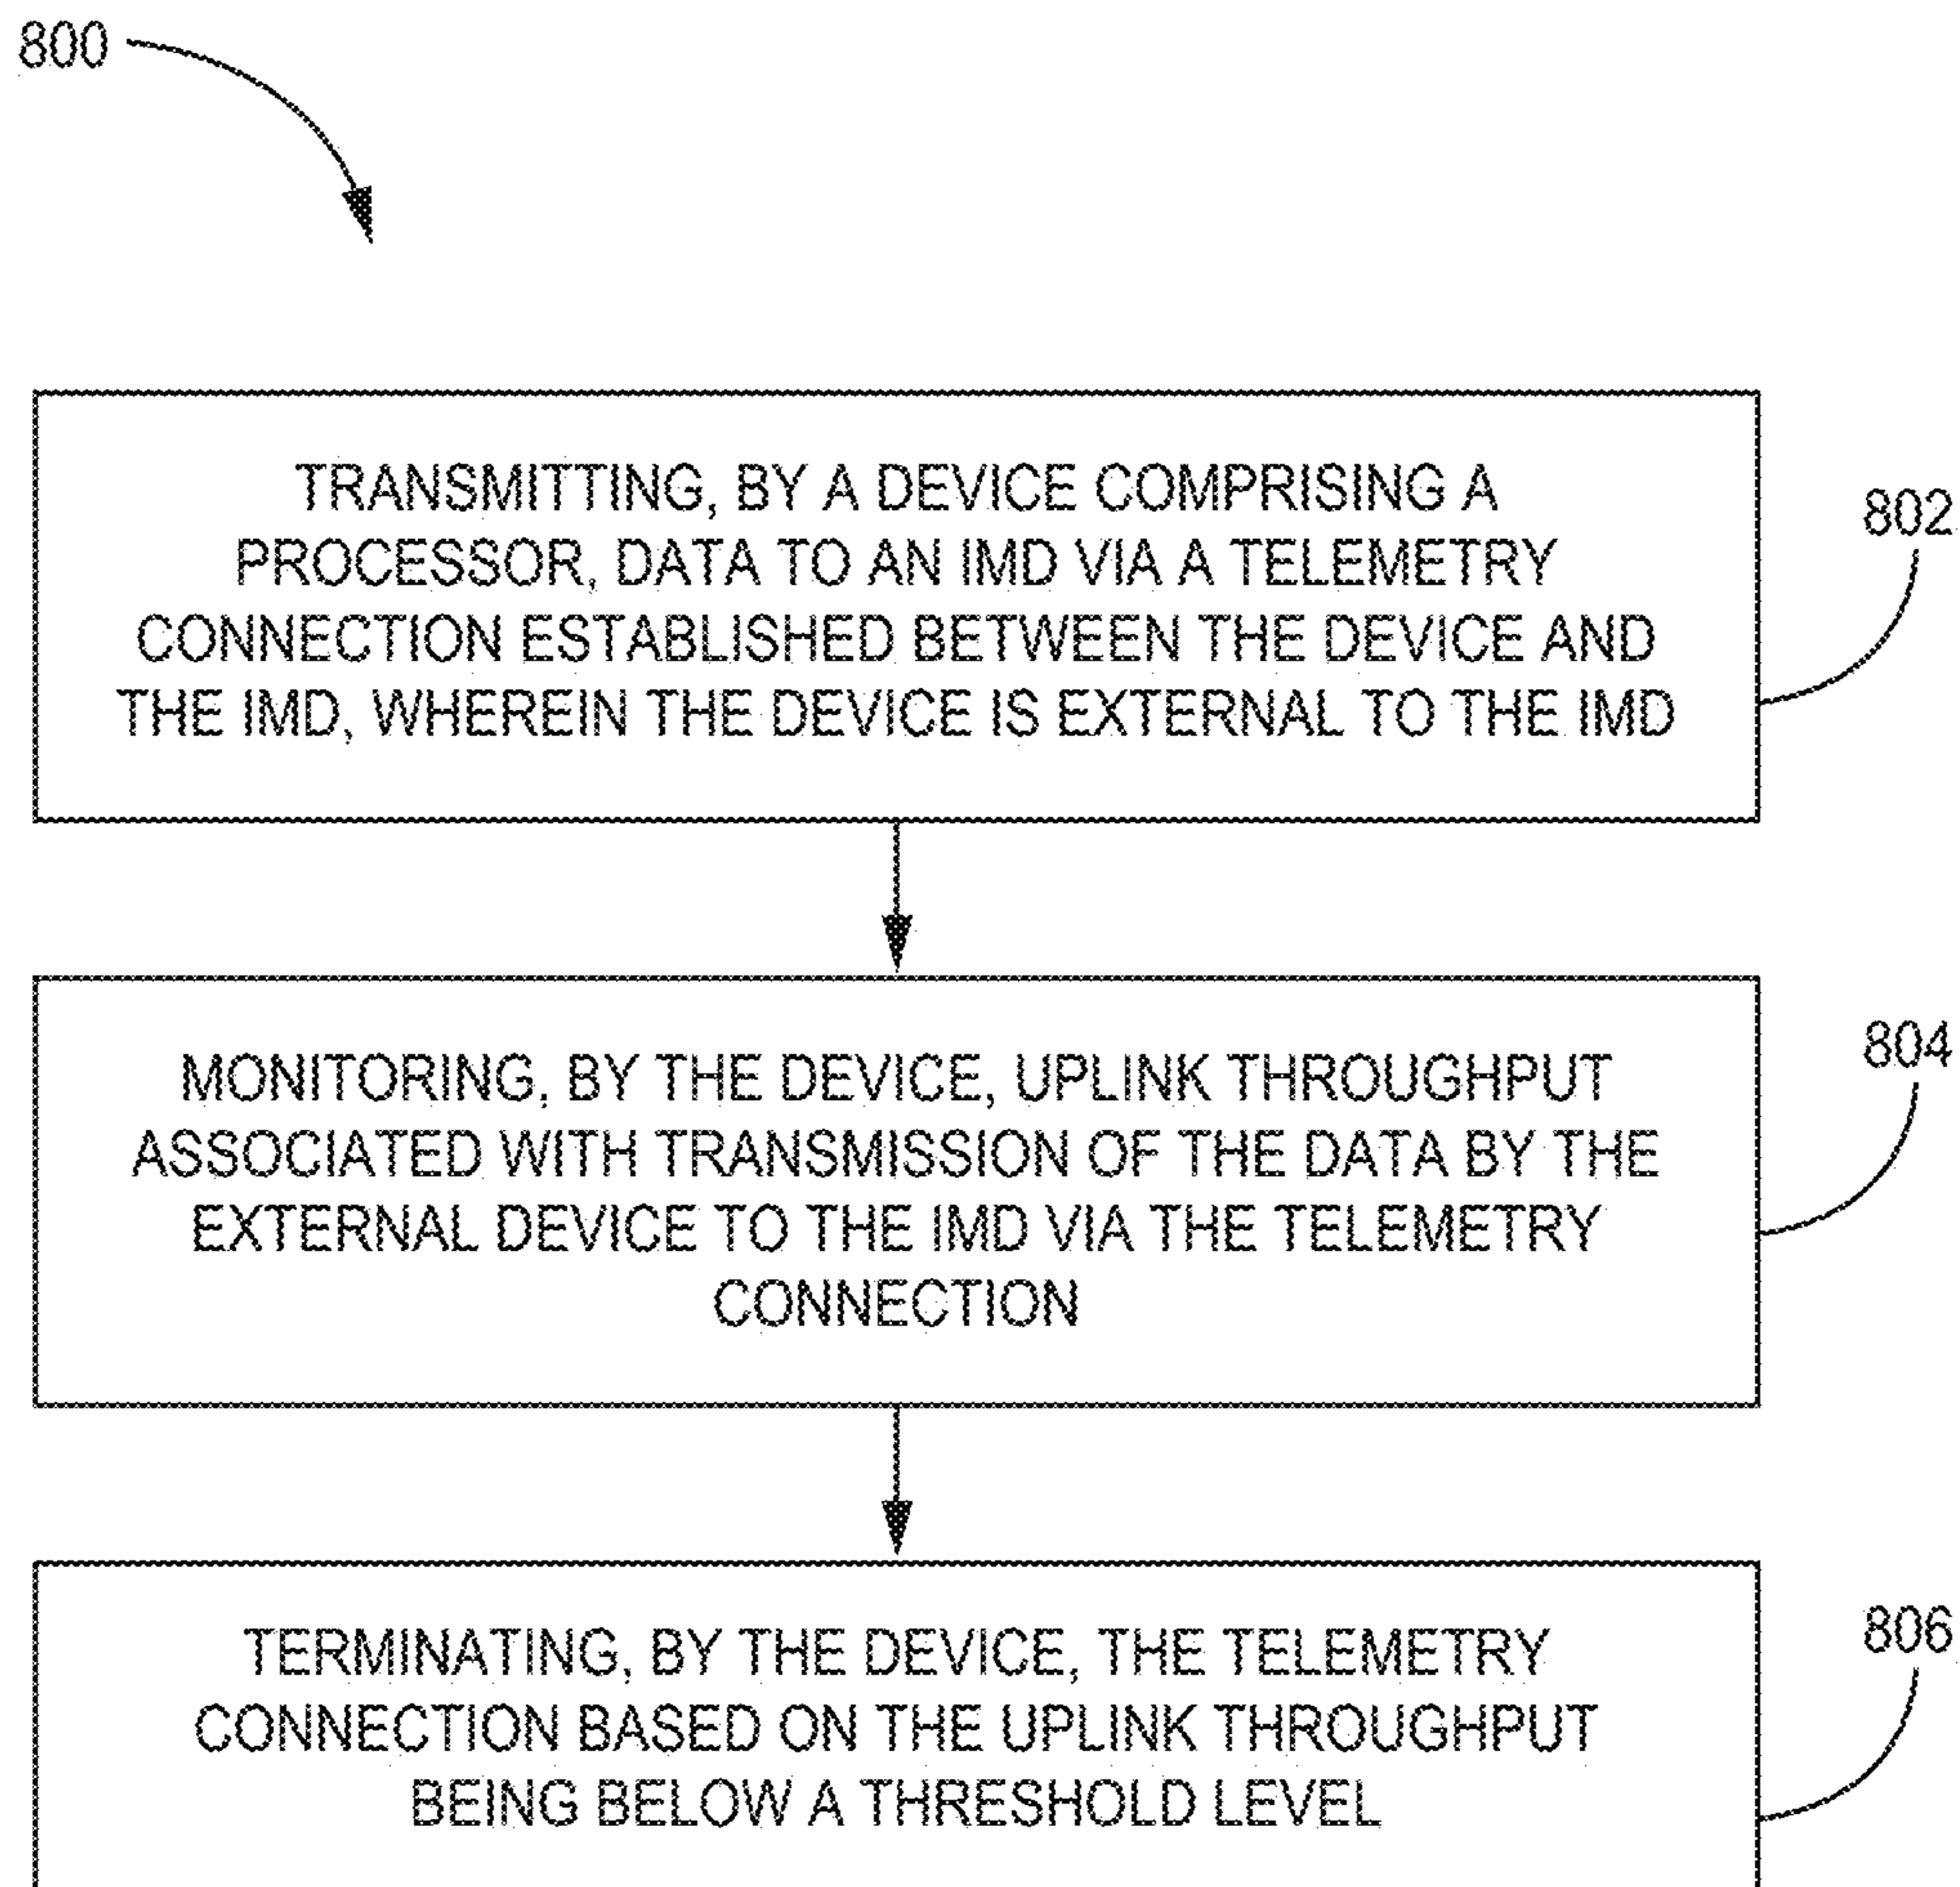 800
TRANSMITTING, BY A DEVICE COMPRISING A
PROCESSOR, DATA TO AN IMD VIA A TELEMETRY
CONNECTION ESTABLISHED BETWEEN THE DEVICE AND
THE IMD, WHEREIN THE DEVICE IS EXTERNAL TO THE IMD
802
MONITORING, BY THE DEVICE, UPLINK THROUGHPUT
ASSOCIATED WITH TRANSMISSION OF THE DATA BY THE
EXTERNAL DEVICE TO THE IMD VIA THE TELEMETRY
CONNECTION
804
TERMINATING, BY THE DEVICE, THE TELEMETRY
CONNECTION BASED ON THE UPLINK THROUGHPUT
BEING BELOW A THRESHOLD LEVEL
806